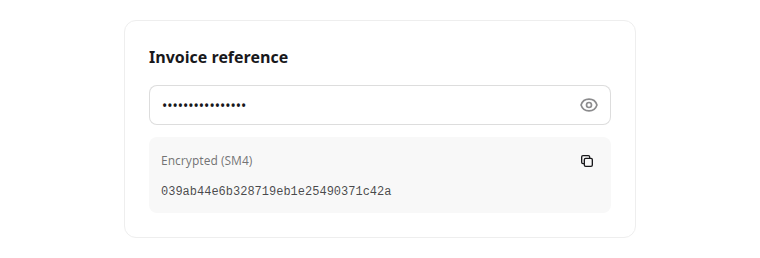 Invoice reference
••••••••••••••••
Encrypted (SM4)
039ab44e6b328719eb1e25490371c42a